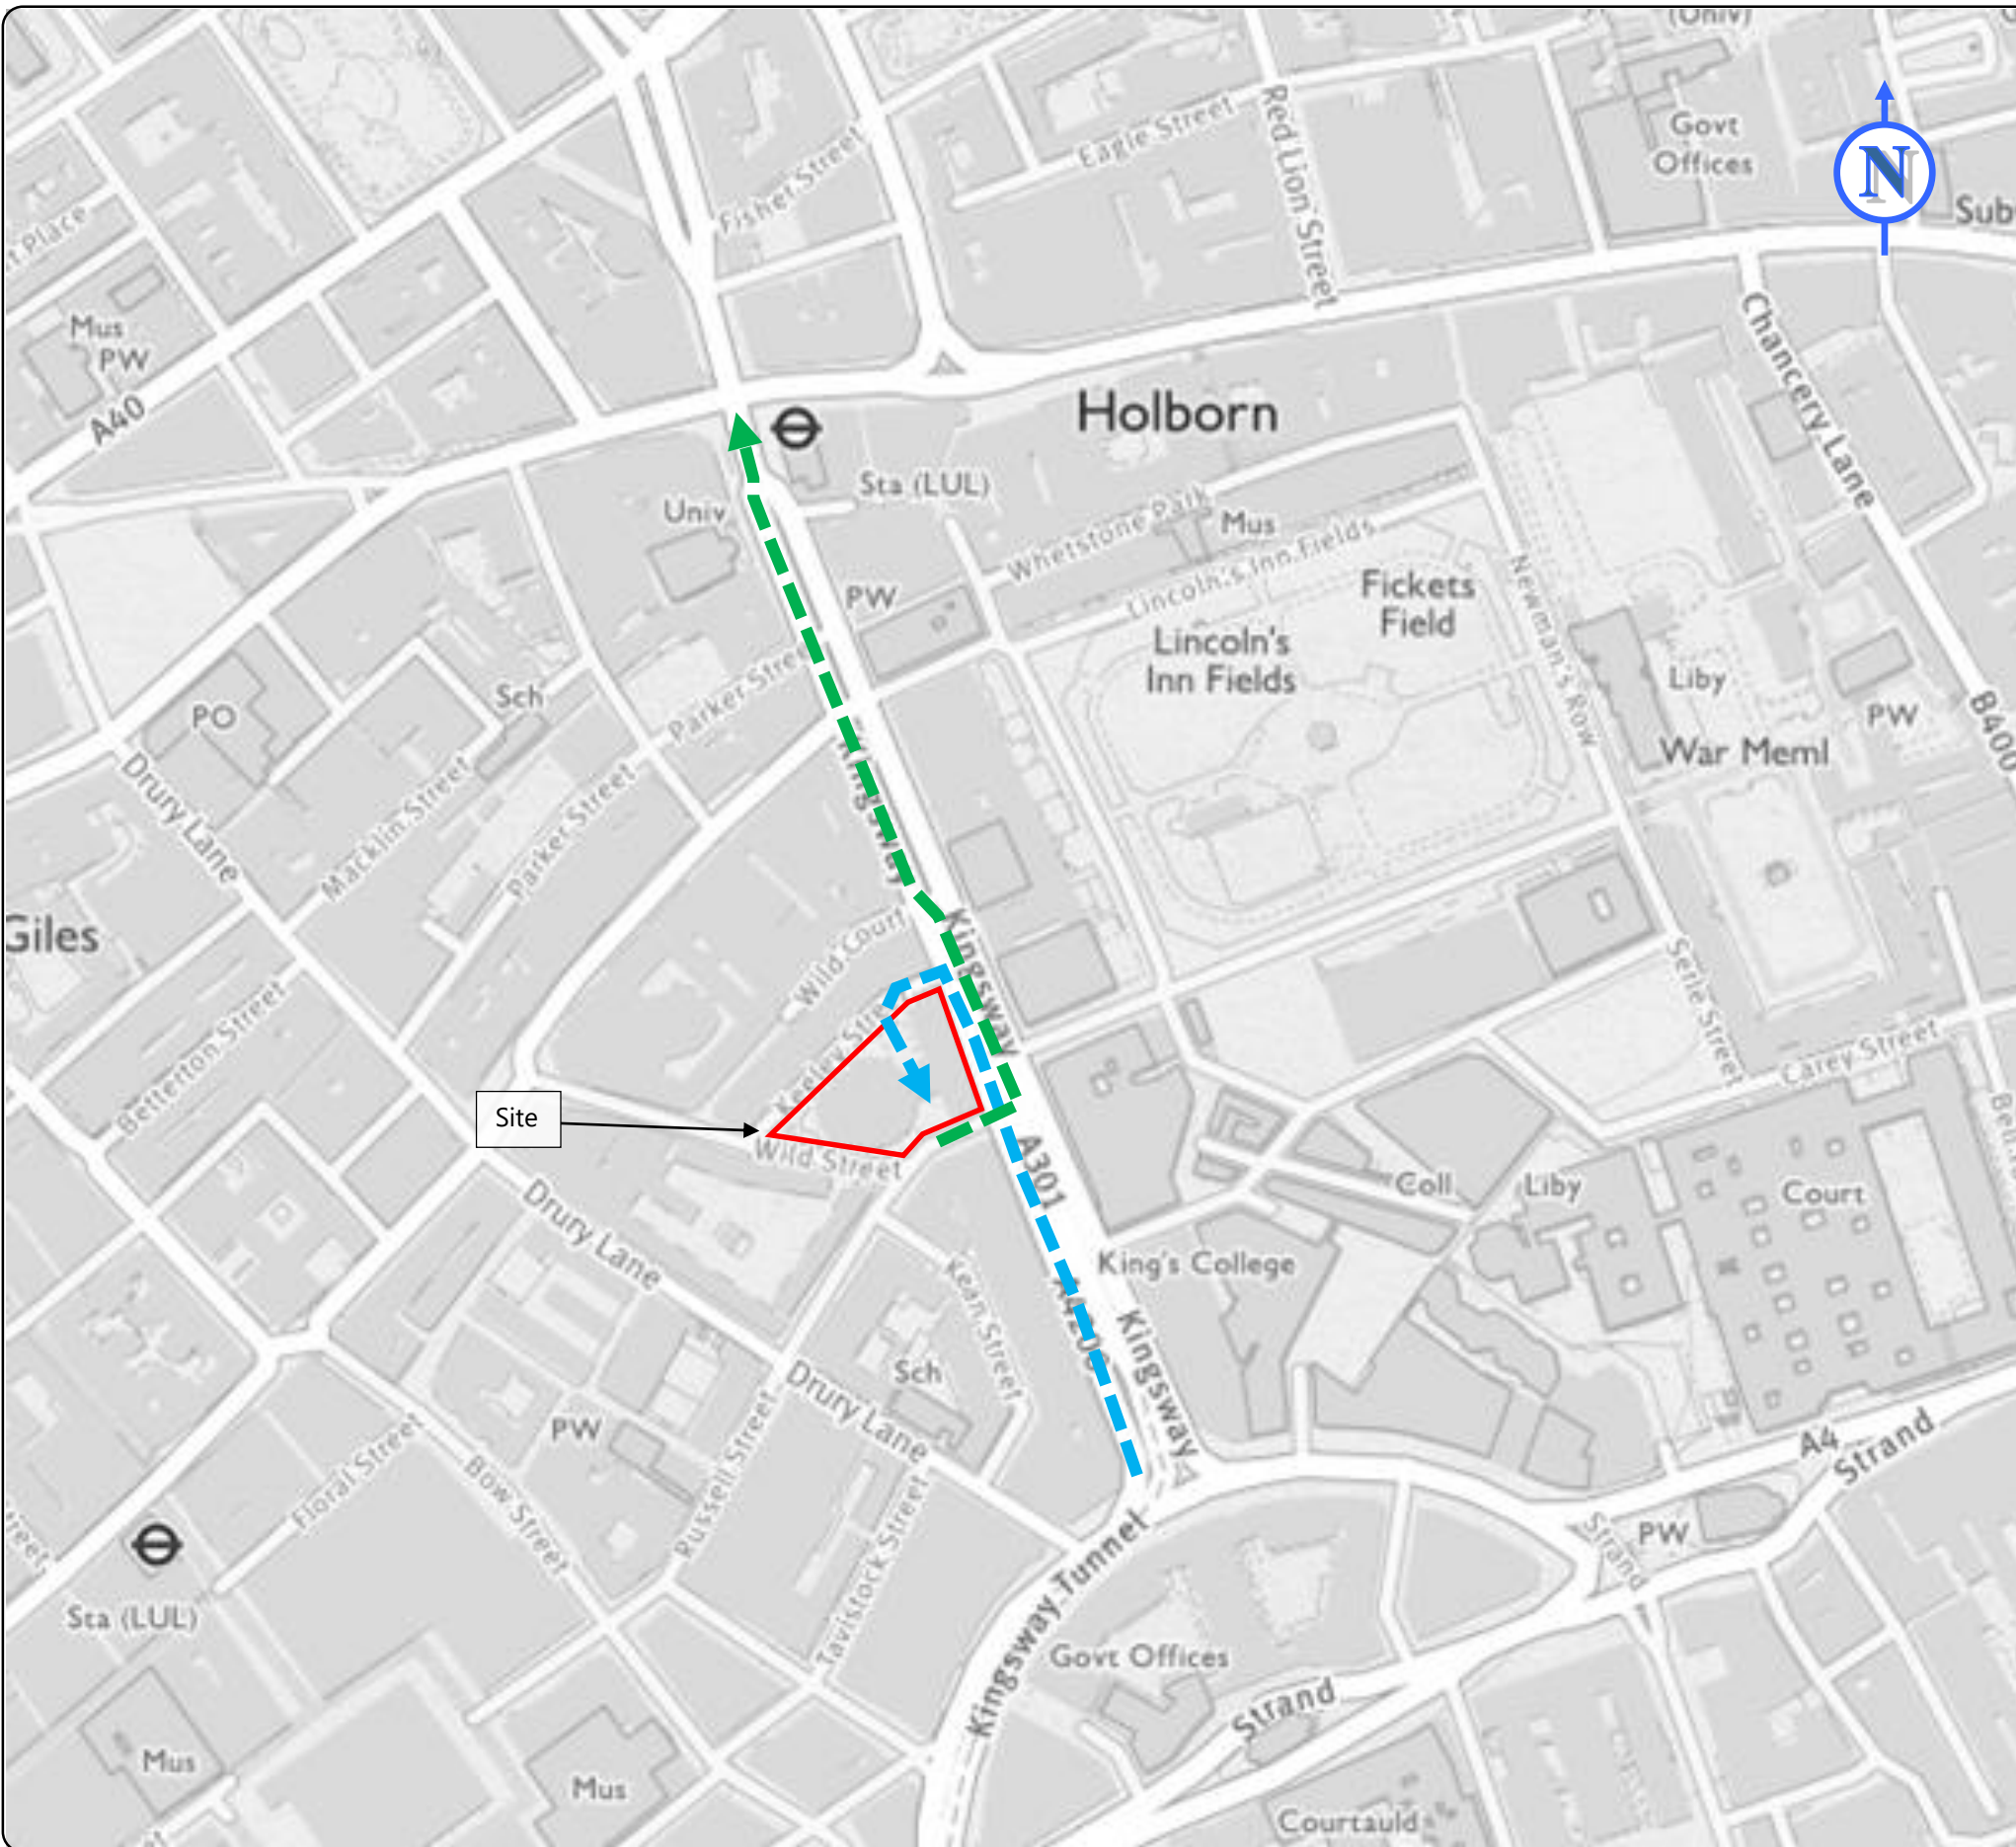 (Univ)
Govt
Offices
N
Sub
Eagle Street
Red Lion Street
Fisher Street
t Place
Mus
PW
A40
Holborn
Chancery Lane
Sta (LUL)
Univ
Whetstone Park
Mus
Lincoln's Inn Fields
Fickets
Field
Lincoln's
Inn Fields
Newman's Row
PW
Liby
PW
B400
War Meml
Sch
PO
Parker Street
Drury Lane
Macklin Street
Parker Street
Kingsway
Giles
Wild Court
Kingsway
Serle Street
Betterton Street
Keeley Stre
Carey Street
Site
Wild Street
A301
Coll
Liby
Court
Drury Lane
King's College
Kean Street
A4200
Kingsway
Sch
Drury Lane
PW
Russell Street
Floral Street
Bow Street
treet
Tavistock Street
A4
Strand
Strand
PW
Sta (LUL)
Kingsway Tunnel
Govt Offices
Strand
Mus
Mus
Courtauld